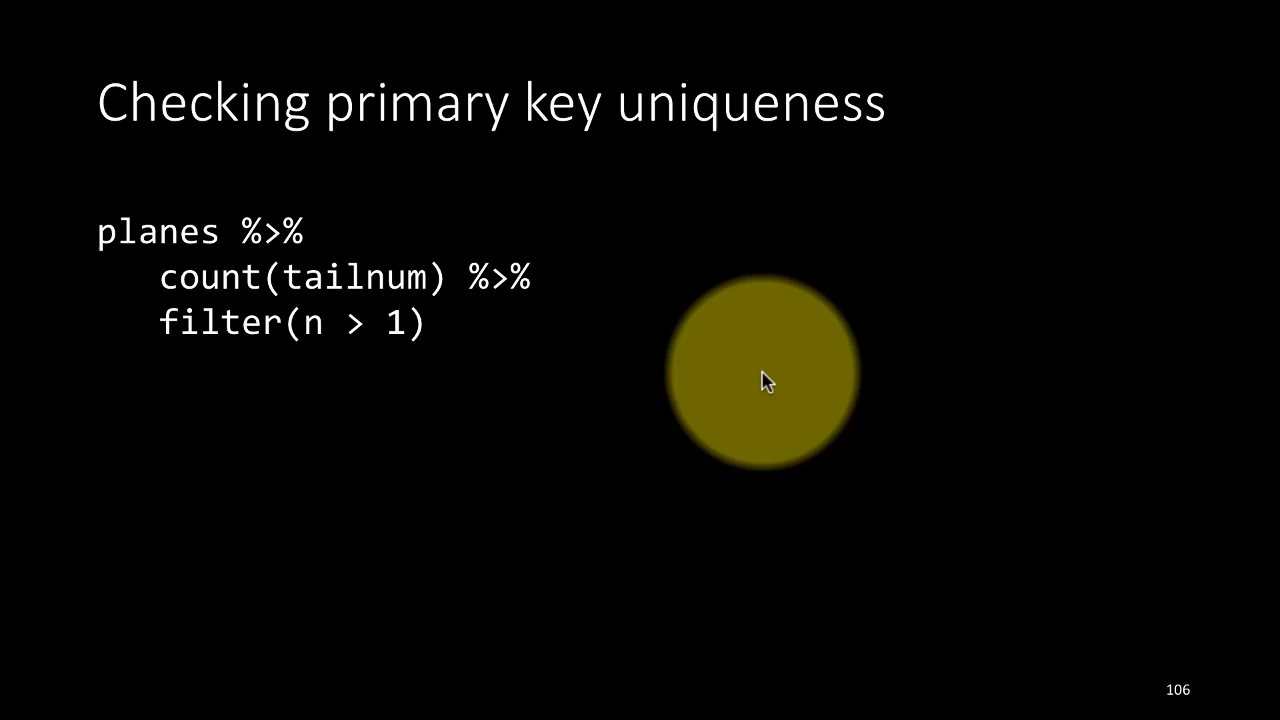 Checking primary key uniqueness
planes %>%
count(tailnum) %>%
filter(n > 1)
106